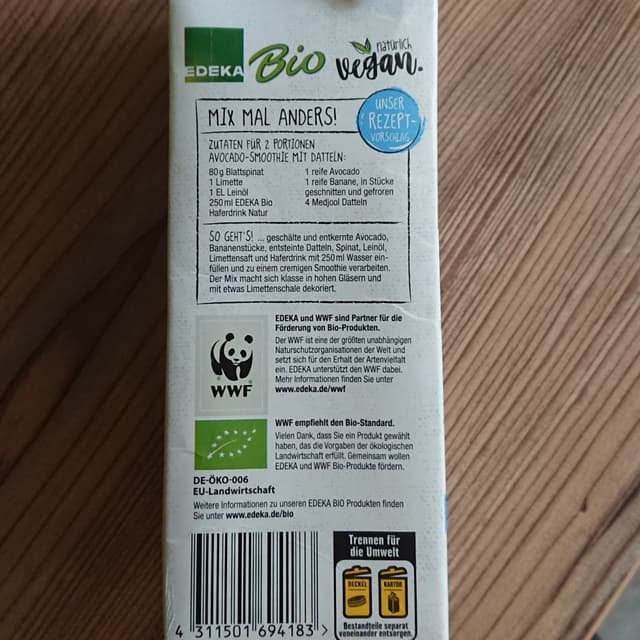 EDEKA Bio natürlich vegan.
MIX MAL ANDERS!
UNSER
REZEPT-
VORSCHLAG
ZUTATEN FÜR 2 PORTIONEN
AVOCADO-SMOOTHIE MIT DATTELN:
80 g Blattspinat
1 Limette
1 EL Leinöl
250 ml EDEKA Bio
Haferdrink Natur
1 reife Avocado
1 reife Banane, in Stücke
geschnitten und gefroren
4 Medjool Datteln
SO GEHT'S! ... geschälte und entkernte Avocado,
Bananenstücke, entsteinte Datteln, Spinat, Leinöl,
Limettensaft und Haferdrink mit 250 ml Wasser ein-
füllen und zu einem cremigen Smoothie verarbeiten.
Der Mix macht sich klasse in hohen Gläsern und
mit etwas Limettenschale dekoriert.
EDEKA und WWF sind Partner für die
Förderung von Bio-Produkten.
Der WWF ist eine der größten unabhängigen
Naturschutzorganisationen der Welt und
setzt sich für den Erhalt der Artenvielfalt
ein. EDEKA unterstützt den WWF dabei.
Mehr Informationen finden Sie unter
www.edeka.de/wwf
WWF
WWF empfiehlt den Bio-Standard.
Vielen Dank, dass Sie ein Produkt gewählt
haben, das die Vorgaben der ökologischen
Landwirtschaft erfüllt. Gemeinsam wollen
EDEKA und WWF Bio-Produkte fördern.
DE-ÖKO-006
EU-Landwirtschaft
Weitere Informationen zu unseren EDEKA BIO Produkten finden
Sie unter www.edeka.de/bio
4 311501 694183 >
Trennen für
die Umwelt
DECKEL KARTON
Bestandteile separat
voneinander entsorgen.